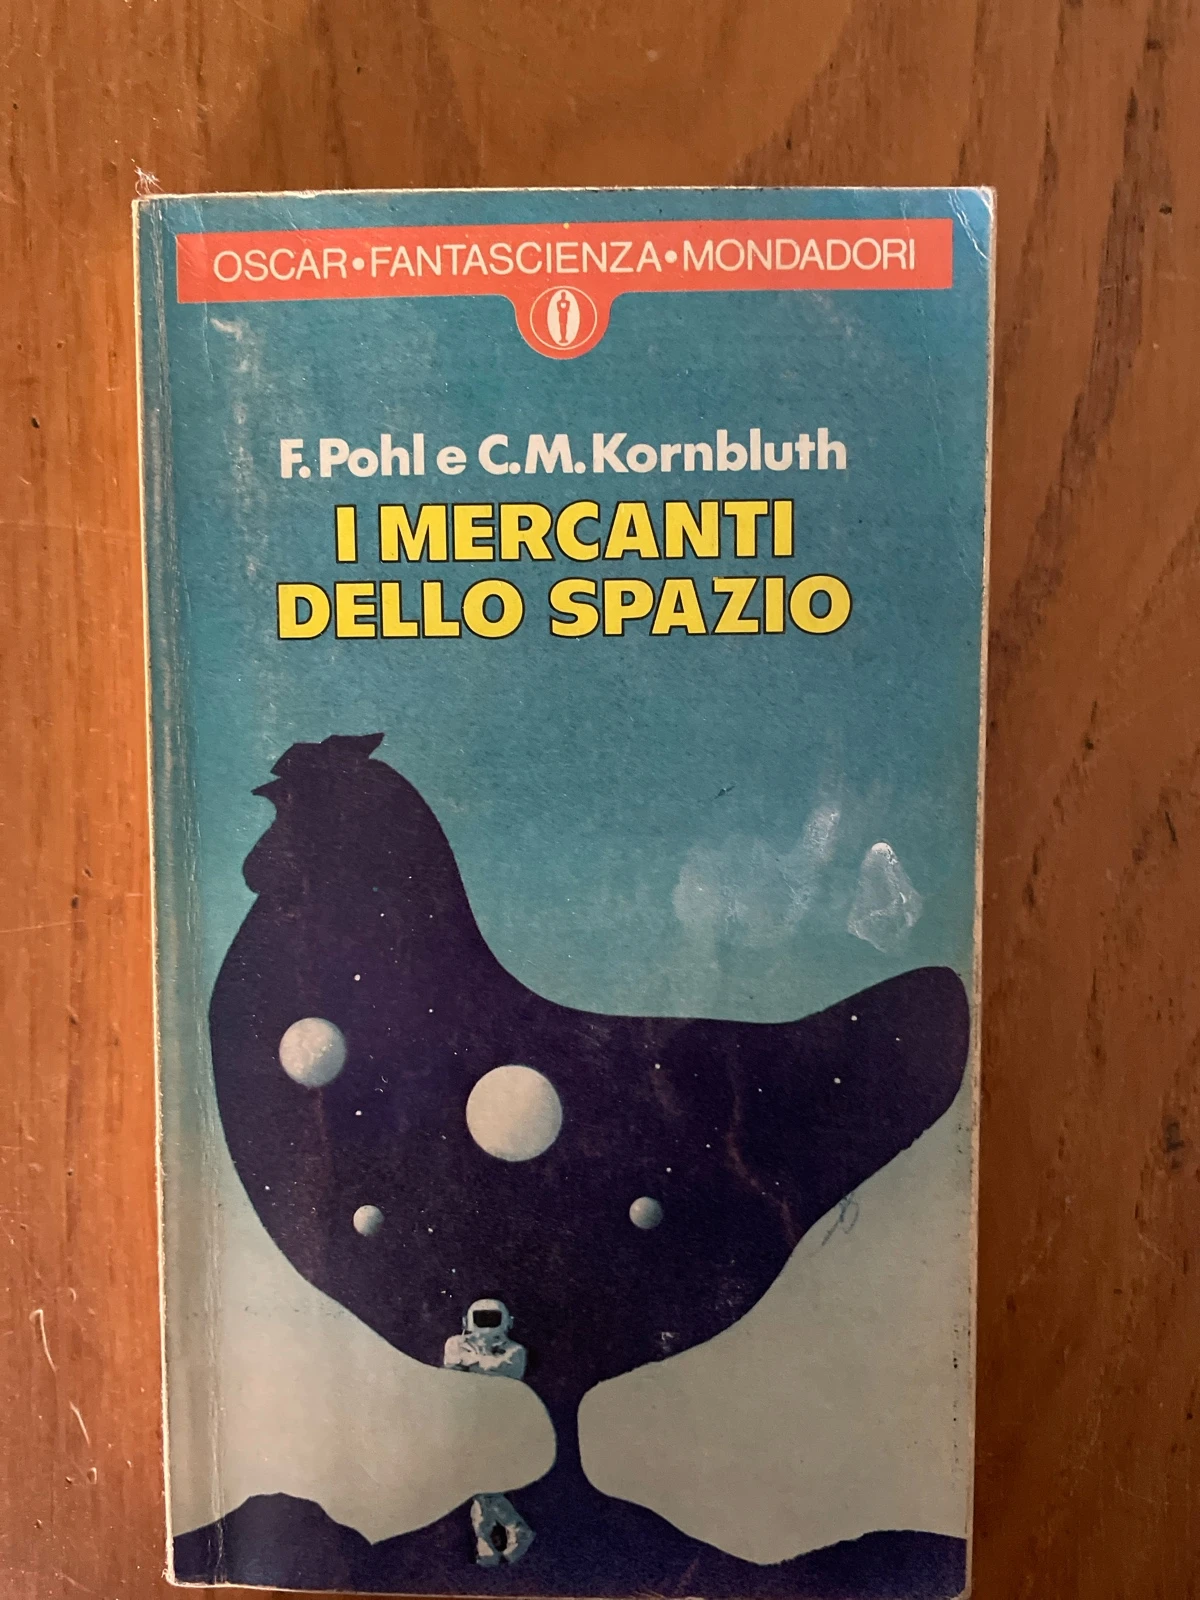 OSCAR•FANTASCIENZA•MONDADORI
F. Pohl e C.M. Kornbluth
I MERCANTI
DELLO SPAZIO